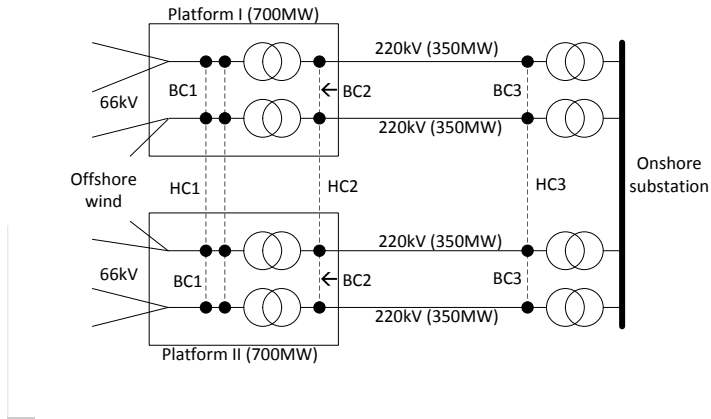 Platform I (700MW)
220kV (350MW)
66kV
BC1
BC2
BC3
220kV (350MW)
Offshore
wind
HC1
HC2
HC3
Onshore
substation
220kV (350MW)
66kV
BC1
BC2
BC3
220kV (350MW)
Platform II (700MW)